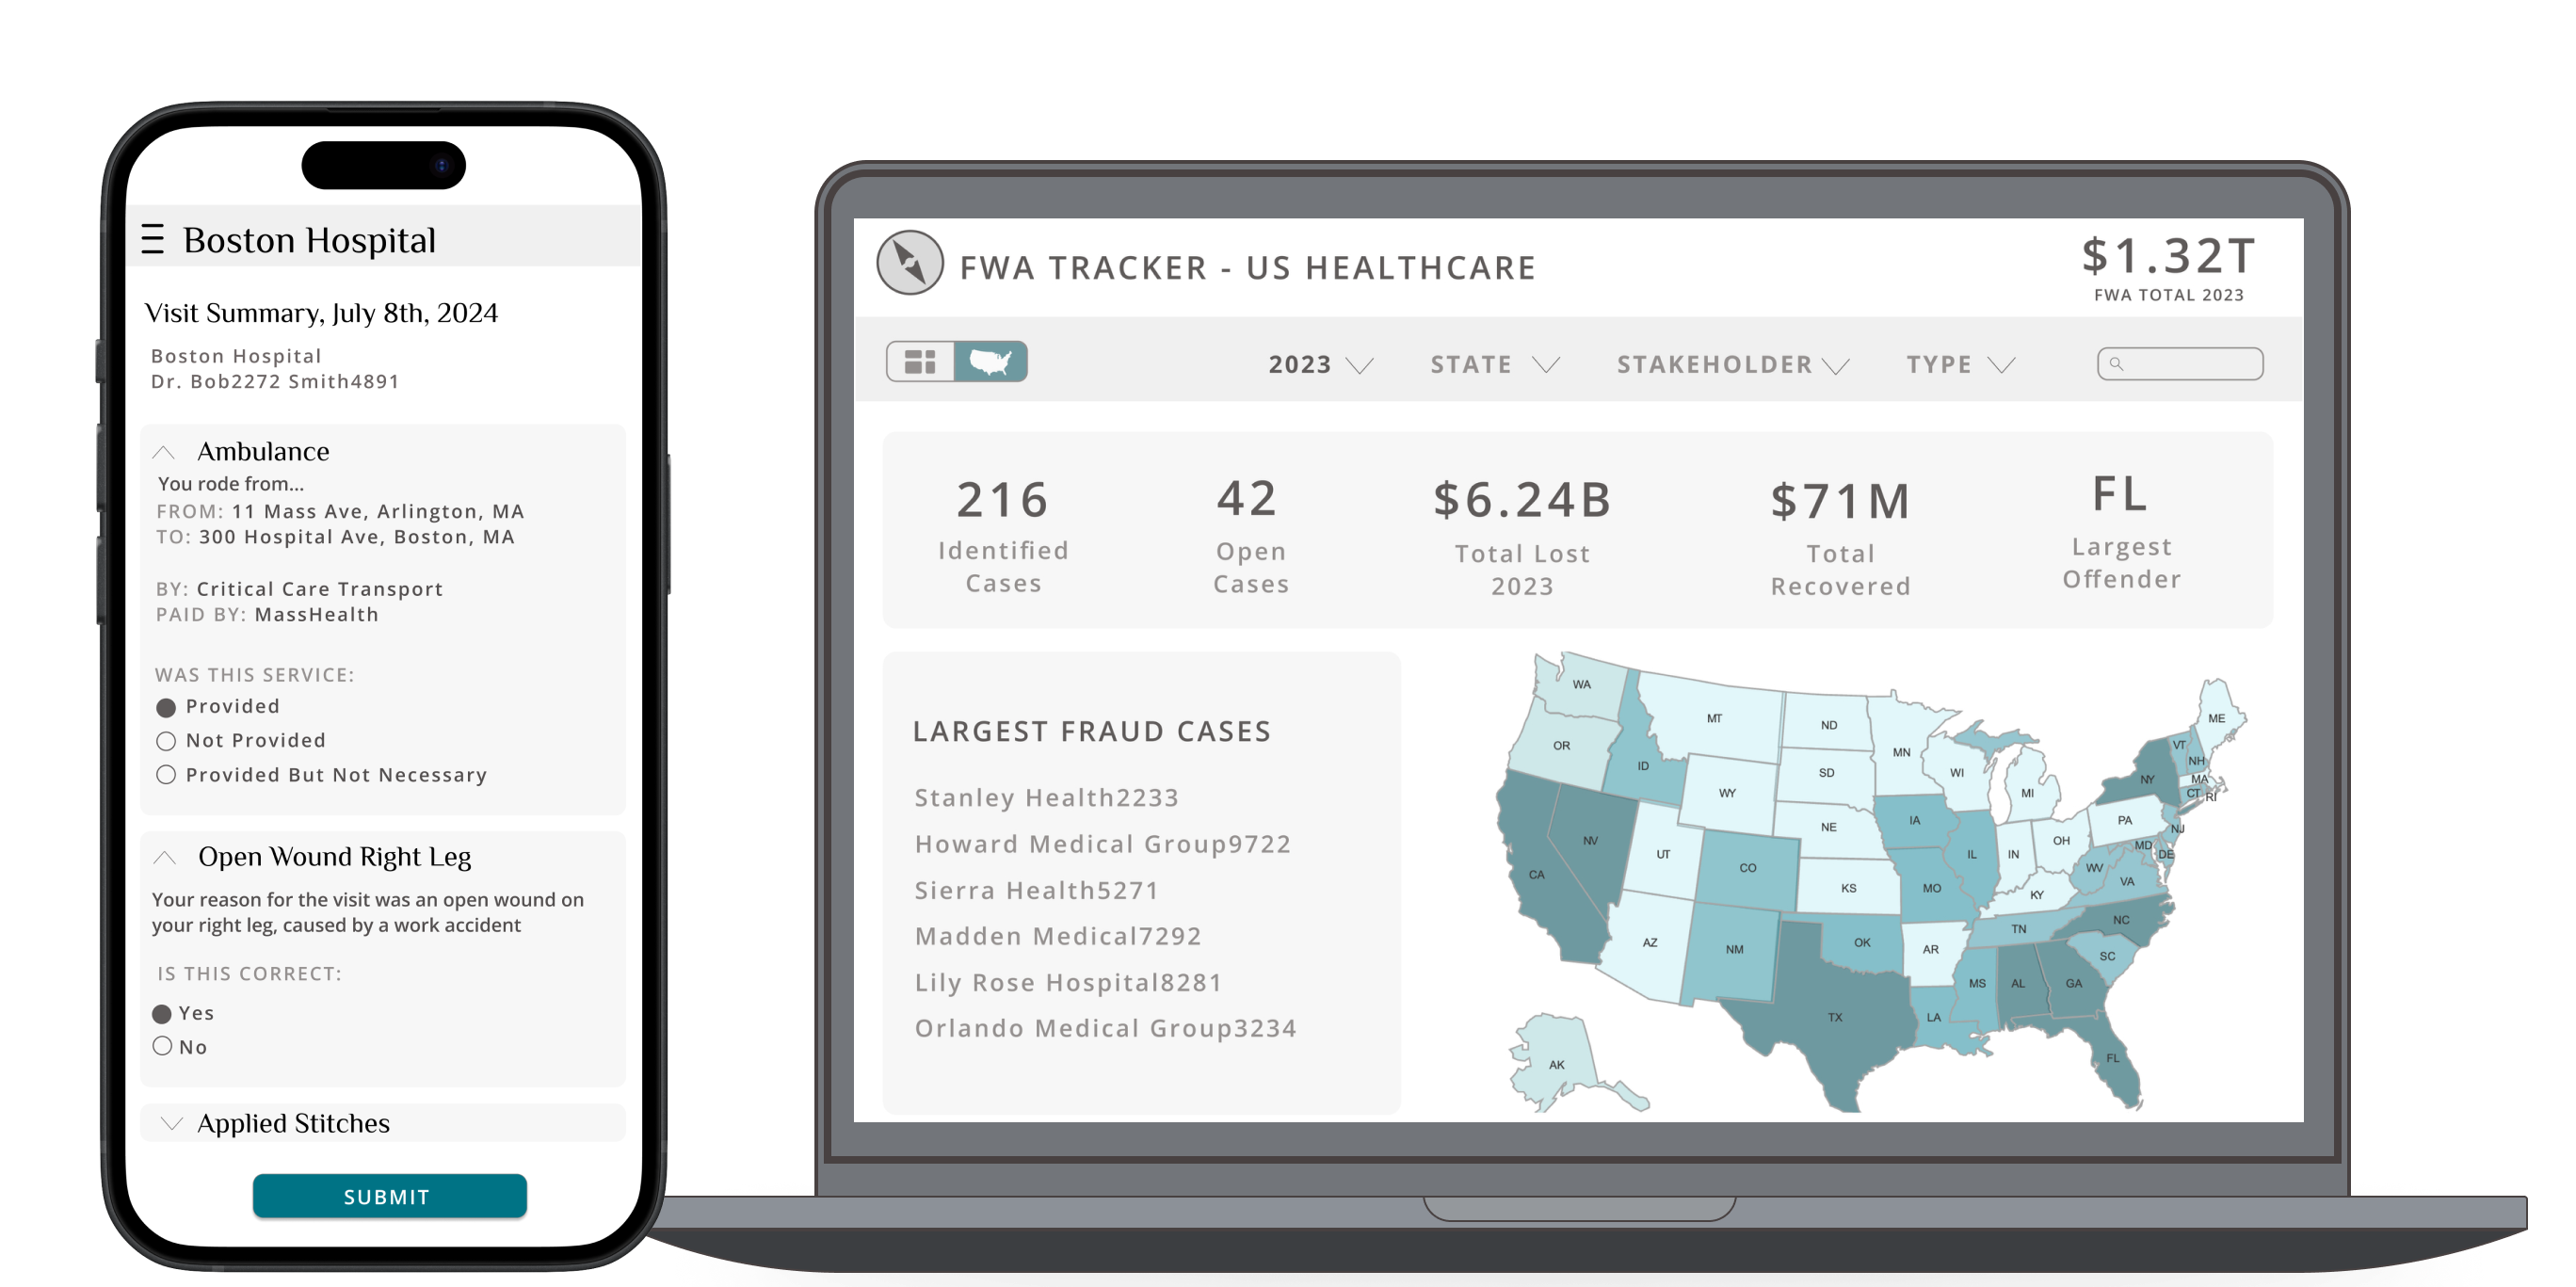 Boston Hospital
Visit Summary, July 8th, 2024
Boston Hospital
Dr. Bob2272 Smith4891
Ambulance
You rode from...
FROM: 11 Mass Ave, Arlington, MA
TO: 300 Hospital Ave, Boston, MA
BY: Critical Care Transport
PAID BY: MassHealth
WAS THIS SERVICE:
Provided
Not Provided
Provided But Not Necessary
Open Wound Right Leg
Your reason for the visit was an open wound on
your right leg, caused by a work accident
IS THIS CORRECT:
Yes
No
Applied Stitches
SUBMIT
FWA TRACKER - US HEALTHCARE
$1.32T
FWA TOTAL 2023
2023
STATE
STAKEHOLDER
TYPE
216
Identified
Cases
42
Open
Cases
$6.24B
Total Lost
2023
$71M
Total
Recovered
FL
Largest
Offender
LARGEST FRAUD CASES
Stanley Health2233
Howard Medical Group9722
Sierra Health5271
Madden Medical7292
Lily Rose Hospital8281
Orlando Medical Group3234
WA
MT
ND
ME
OR
ID
MN
VT
NH
SD
WI
NY
MA
WY
MI
CT
RI
NE
IA
PA
NJ
NV
UT
IL
IN
OH
MD
DE
CA
CO
KS
MO
WV
VA
KY
NC
AZ
NM
OK
AR
TN
SC
MS
AL
GA
TX
LA
AK
FL